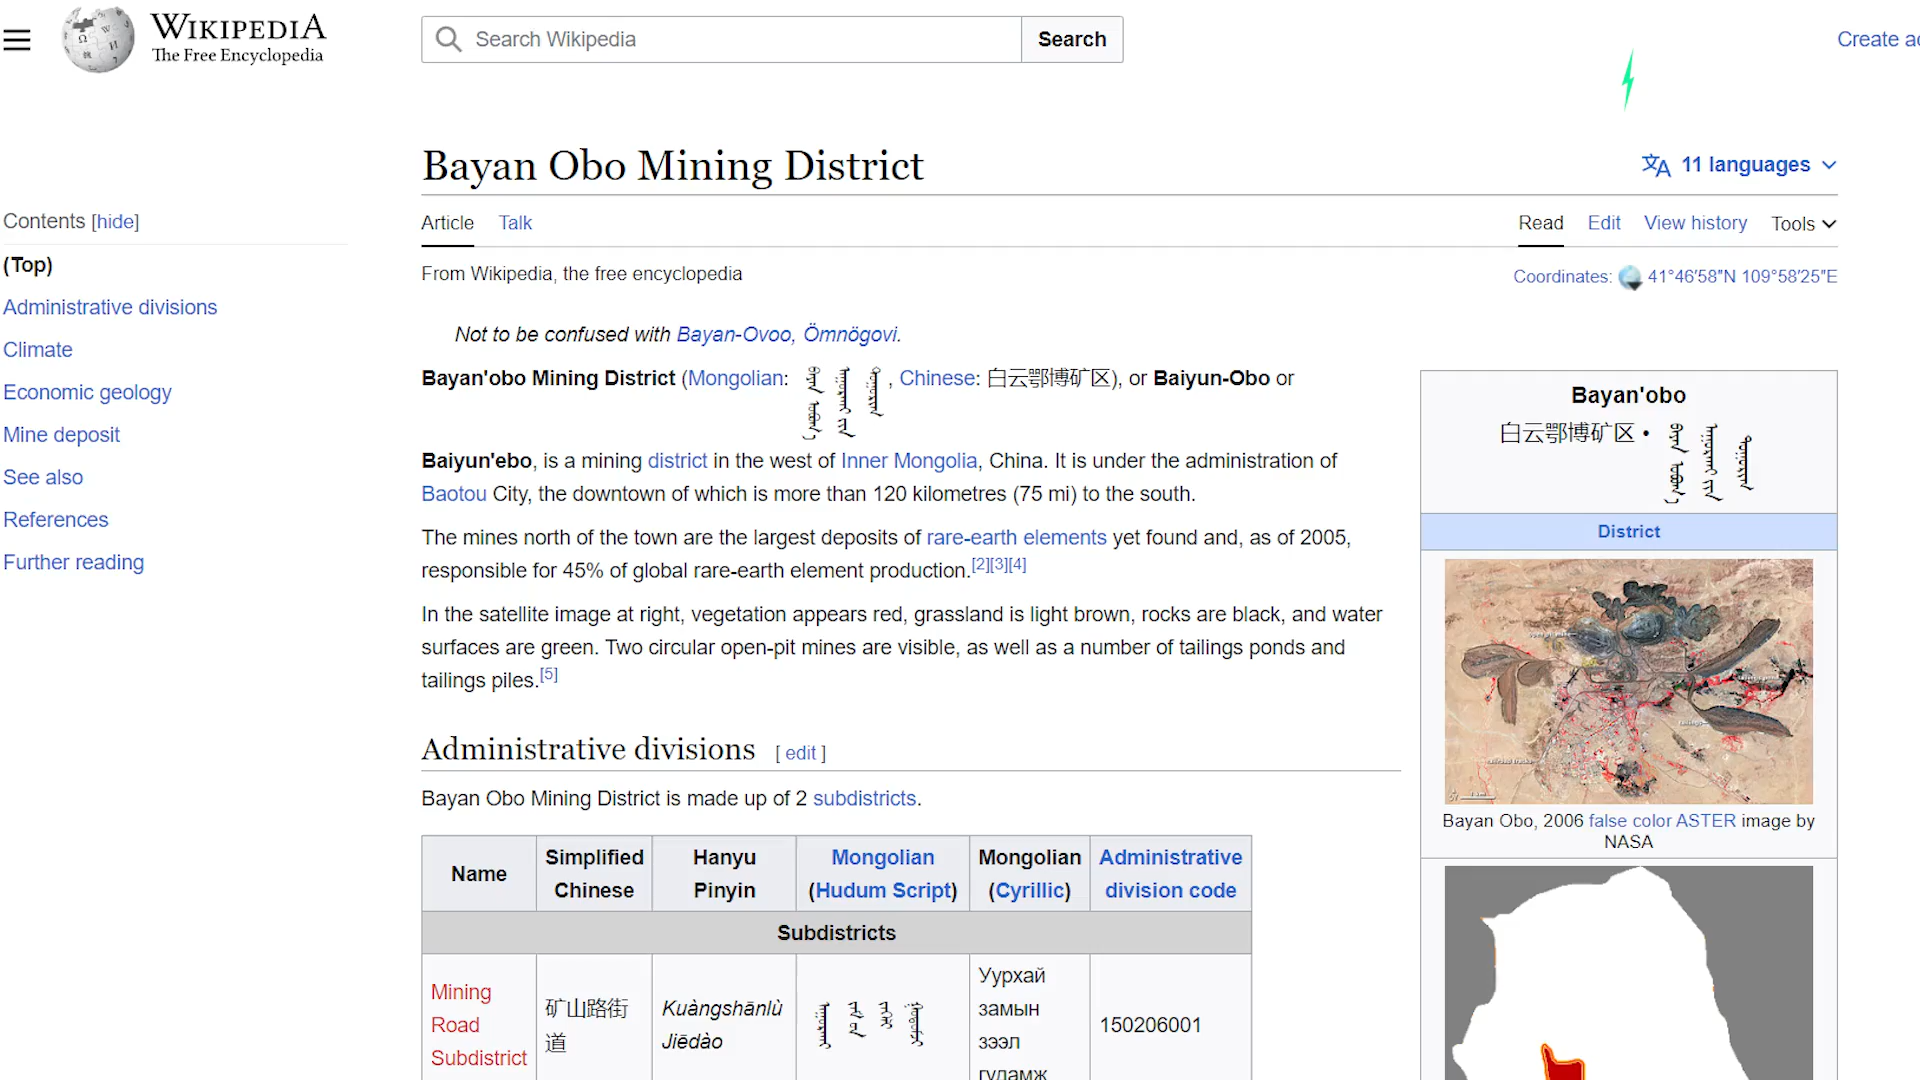 WIKIPEDIA
The Free Encyclopedia
Search Wikipedia
Search
Create ac
Bayan Obo Mining District
11 languages
Contents [hide]
Article Talk
Read Edit View history Tools
(Top)
From Wikipedia, the free encyclopedia
Coordinates: 41°46′58″N 109°58′25″E
Administrative divisions
Climate
Economic geology
Mine deposit
See also
References
Further reading
Not to be confused with Bayan-Ovoo, Ömnögovi.
Bayan'obo Mining District (Mongolian: , Chinese: 白云鄂博矿区), or Baiyun-Obo or
Baiyun'ebo, is a mining district in the west of Inner Mongolia, China. It is under the administration of
Baotou City, the downtown of which is more than 120 kilometres (75 mi) to the south.
The mines north of the town are the largest deposits of rare-earth elements yet found and, as of 2005,
responsible for 45% of global rare-earth element production.[2][3][4]
In the satellite image at right, vegetation appears red, grassland is light brown, rocks are black, and water
surfaces are green. Two circular open-pit mines are visible, as well as a number of tailings ponds and
tailings piles.[5]
Administrative divisions [ edit ]
Bayan Obo Mining District is made up of 2 subdistricts.
Name
Simplified
Chinese
Hanyu
Pinyin
Mongolian
(Hudum Script)
Mongolian
(Cyrillic)
Administrative
division code
Subdistricts
Mining
Road
Subdistrict
矿山路街
道
Kuàngshānlù
Jiēdào
Уурхай
замын
зээл
гудамж
150206001
Bayan'obo
白云鄂博矿区 •
District
Bayan Obo, 2006 false color ASTER image by
NASA